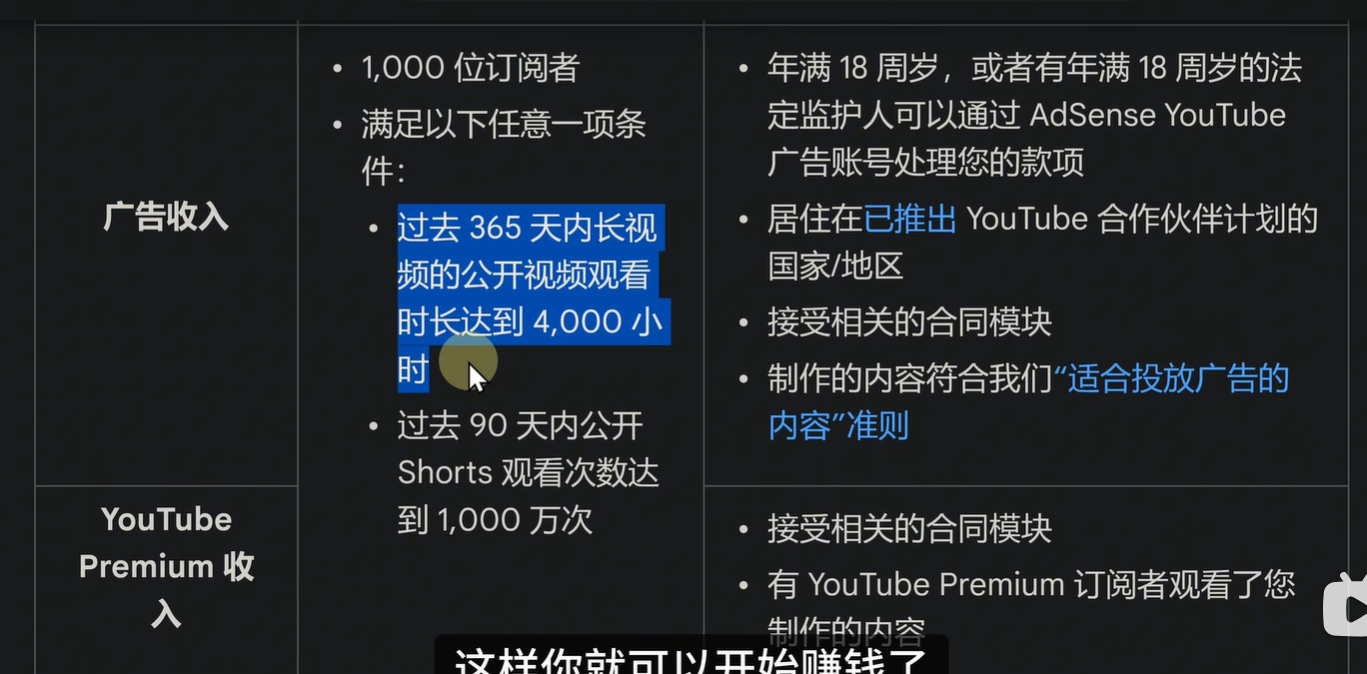 广告收入
1,000 位订阅者
满足以下任意一项条
件：
过去 365 天内长视
频的公开视频观看
时长达到 4,000 小
时
过去 90 天内公开
Shorts 观看次数达
到 1,000 万次
年满 18 周岁，或者有年满 18 周岁的法
定监护人可以通过 AdSense YouTube
广告账号处理您的款项
居住在已推出 YouTube 合作伙伴计划的
国家/地区
接受相关的合同模块
制作的内容符合我们“适合投放广告的
内容”准则
YouTube
Premium 收
入
接受相关的合同模块
有 YouTube Premium 订阅者观看了您
制作的内容
这样你就可以开始赚钱了